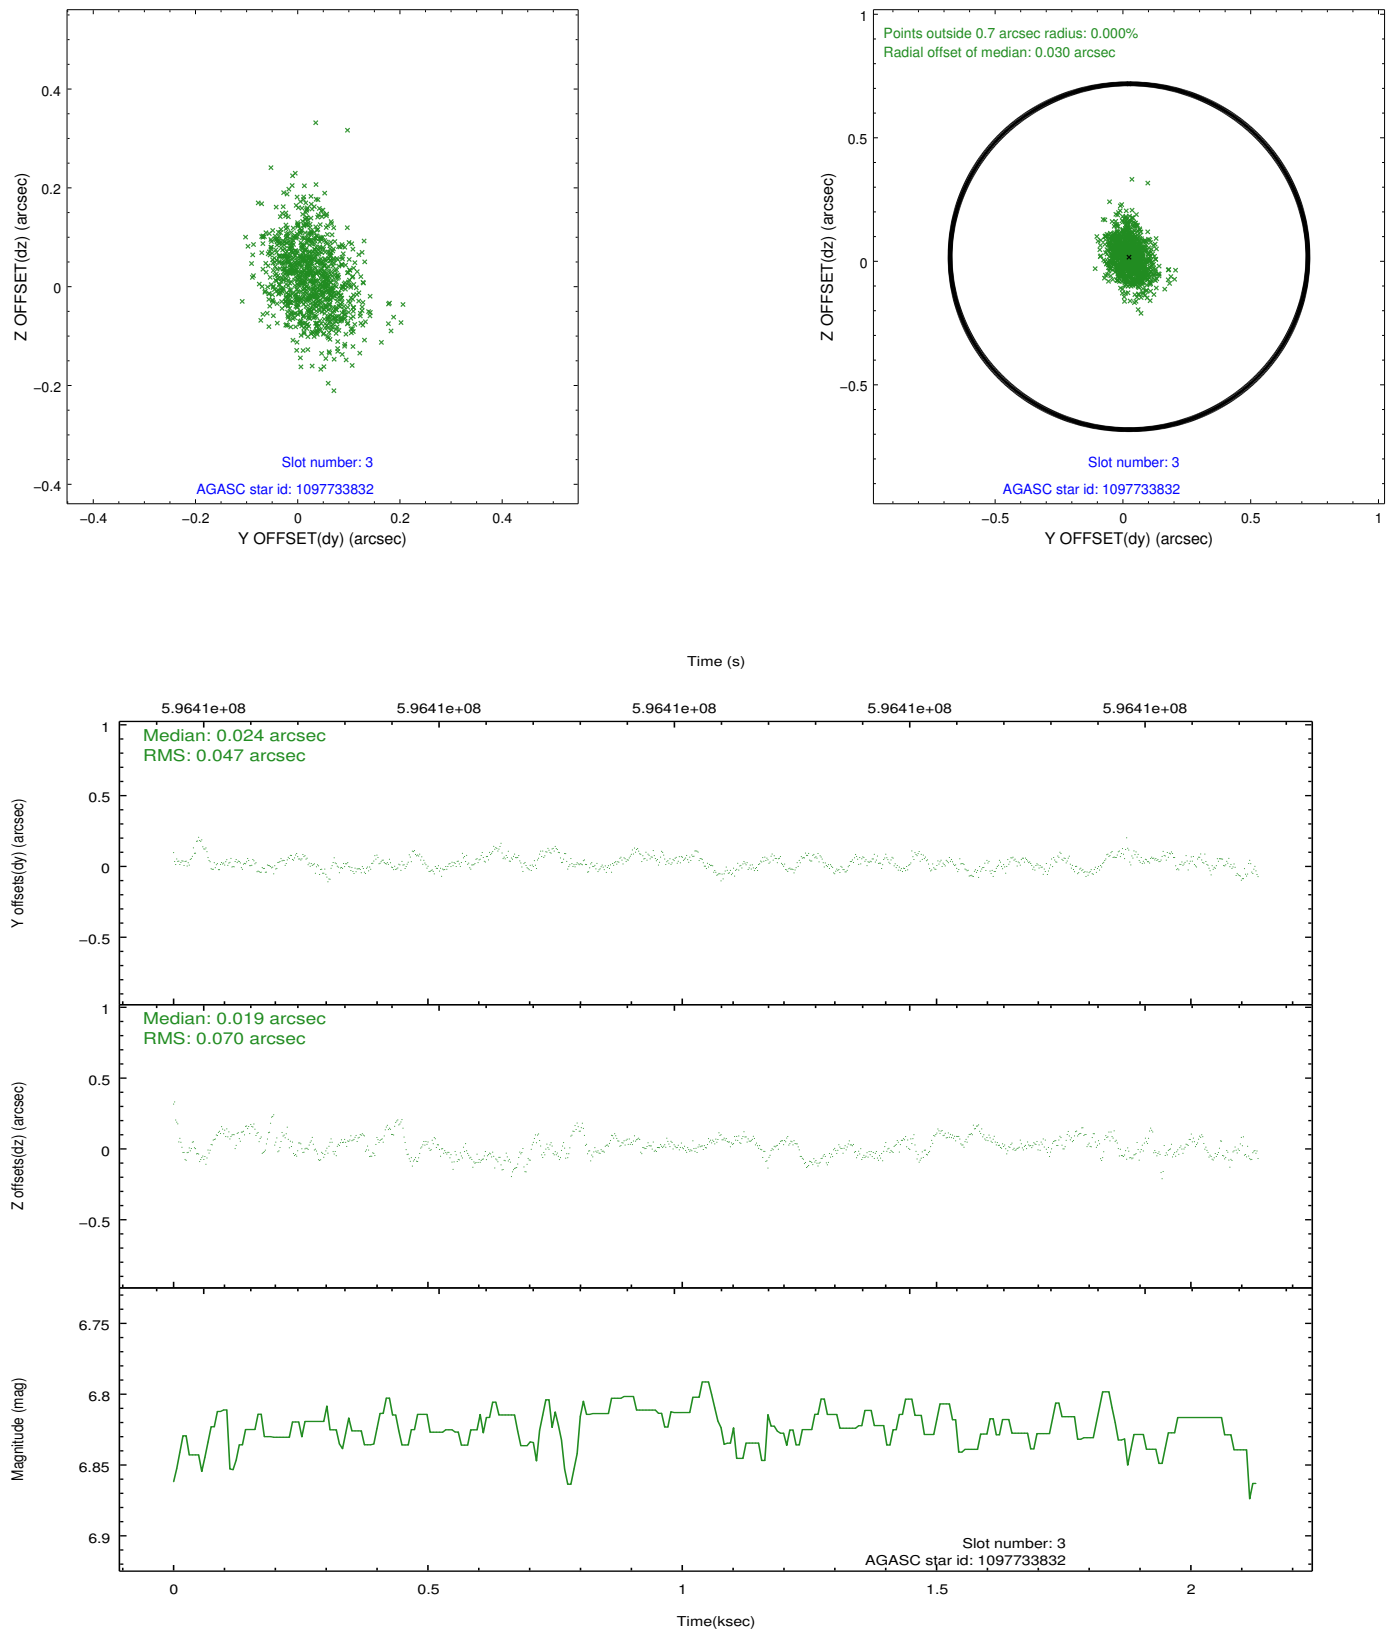 0.4
0.2
0
−0.2
−0.4
Z OFFSET(dz) (arcsec)
Slot number: 3
AGASC star id: 1097733832
−0.4
−0.2
0
0.2
0.4
Y OFFSET(dy) (arcsec)
Points outside 0.7 arcsec radius: 0.000%
Radial offset of median: 0.030 arcsec
1
0.5
0
−0.5
Z OFFSET(dz) (arcsec)
Slot number: 3
AGASC star id: 1097733832
−0.5
0
0.5
1
Y OFFSET(dy) (arcsec)
Time (s)
5.9641e+08
5.9641e+08
5.9641e+08
5.9641e+08
5.9641e+08
Median: 0.024 arcsec
RMS: 0.047 arcsec
1
0.5
0
−0.5
Y offsets(dy) (arcsec)
Median: 0.019 arcsec
RMS: 0.070 arcsec
1
0.5
0
−0.5
Z offsets(dz) (arcsec)
6.75
6.8
6.85
6.9
Magnitude (mag)
Slot number: 3
AGASC star id: 1097733832
0
0.5
1
1.5
2
Time(ksec)